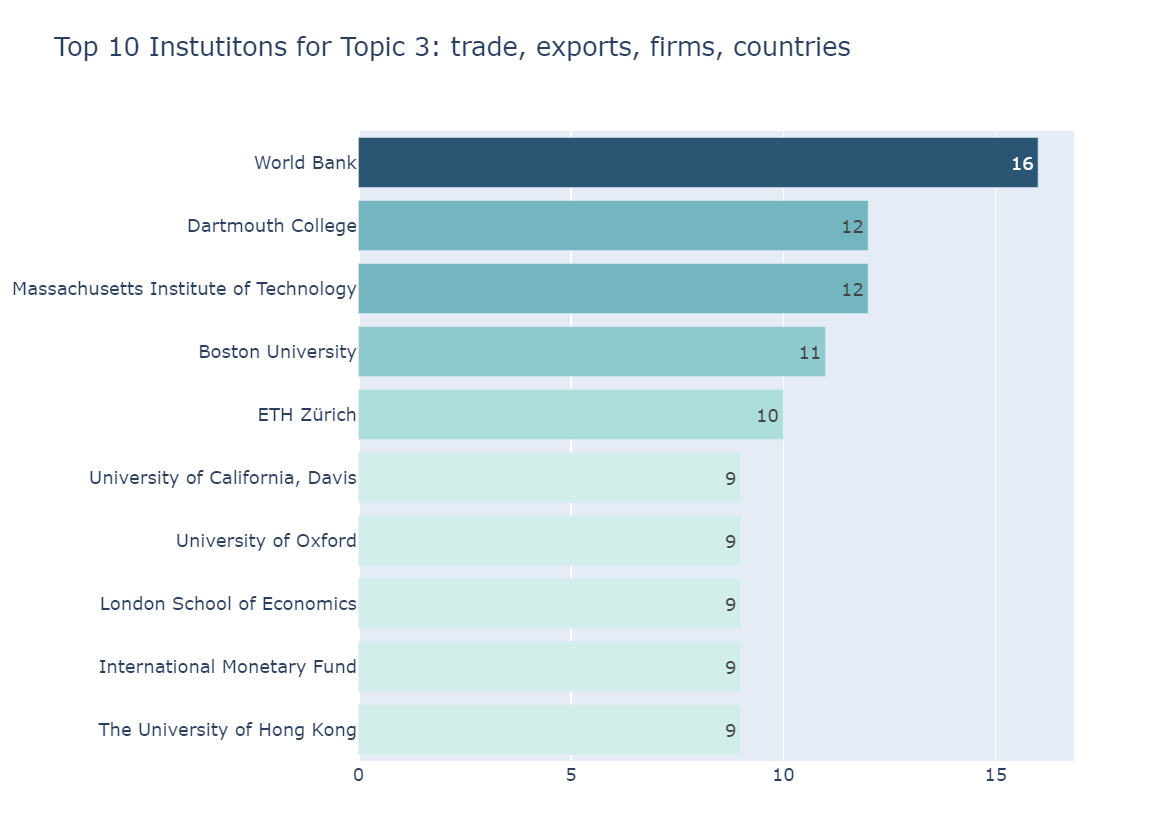 Top 10 Instutitons for Topic 3: trade, exports, firms, countries
World Bank 16
Dartmouth College 12
Massachusetts Institute of Technology 12
Boston University 11
ETH Zürich 10
University of California, Davis 9
University of Oxford 9
London School of Economics 9
International Monetary Fund 9
The University of Hong Kong 9
0 5 10 15